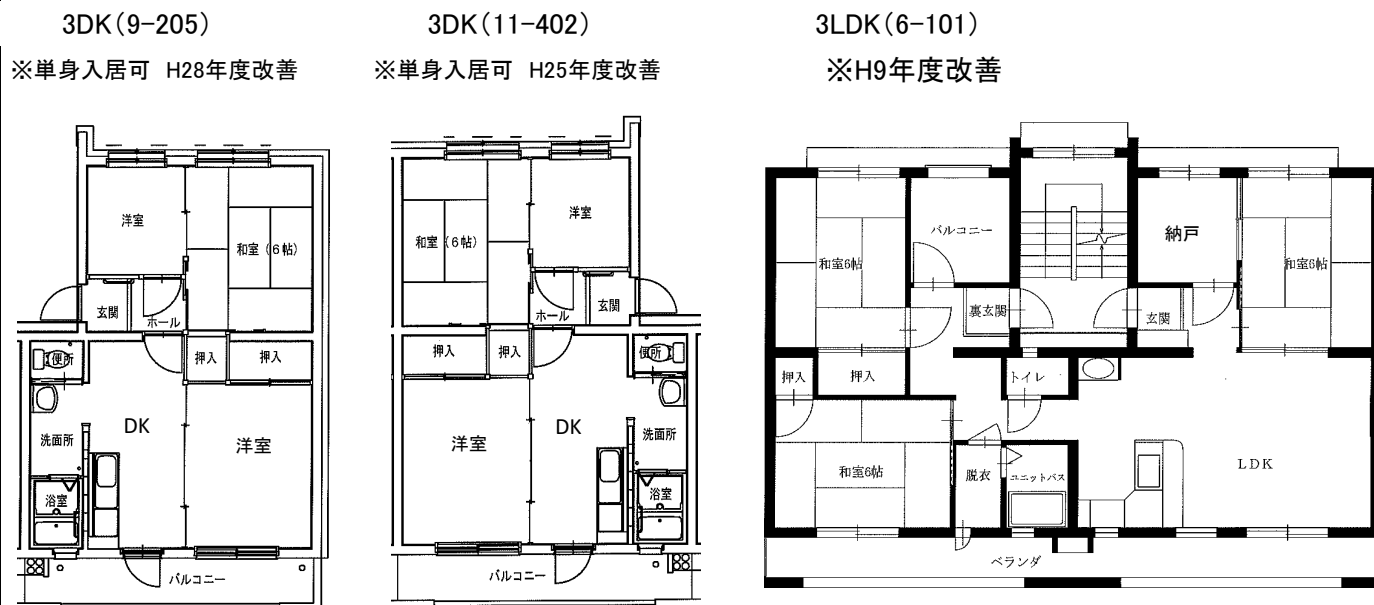 3DK(9-205)
※単身入居可 H28年度改善
洋室
和室(6帖)
玄関
ホール
便所
押入
押入
洗面所
DK
洋室
浴室
バルコニー
3DK(11-402)
※単身入居可 H25年度改善
和室(6帖)
洋室
ホール
玄関
押入
押入
便所
洋室
DK
洗面所
浴室
バルコニー
3LDK(6-101)
※H9年度改善
和室6帖
バルコニー
納戸
和室6帖
裏玄関
玄関
押入
押入
トイレ
和室6帖
脱衣
ユニットバス
LDK
ベランダ